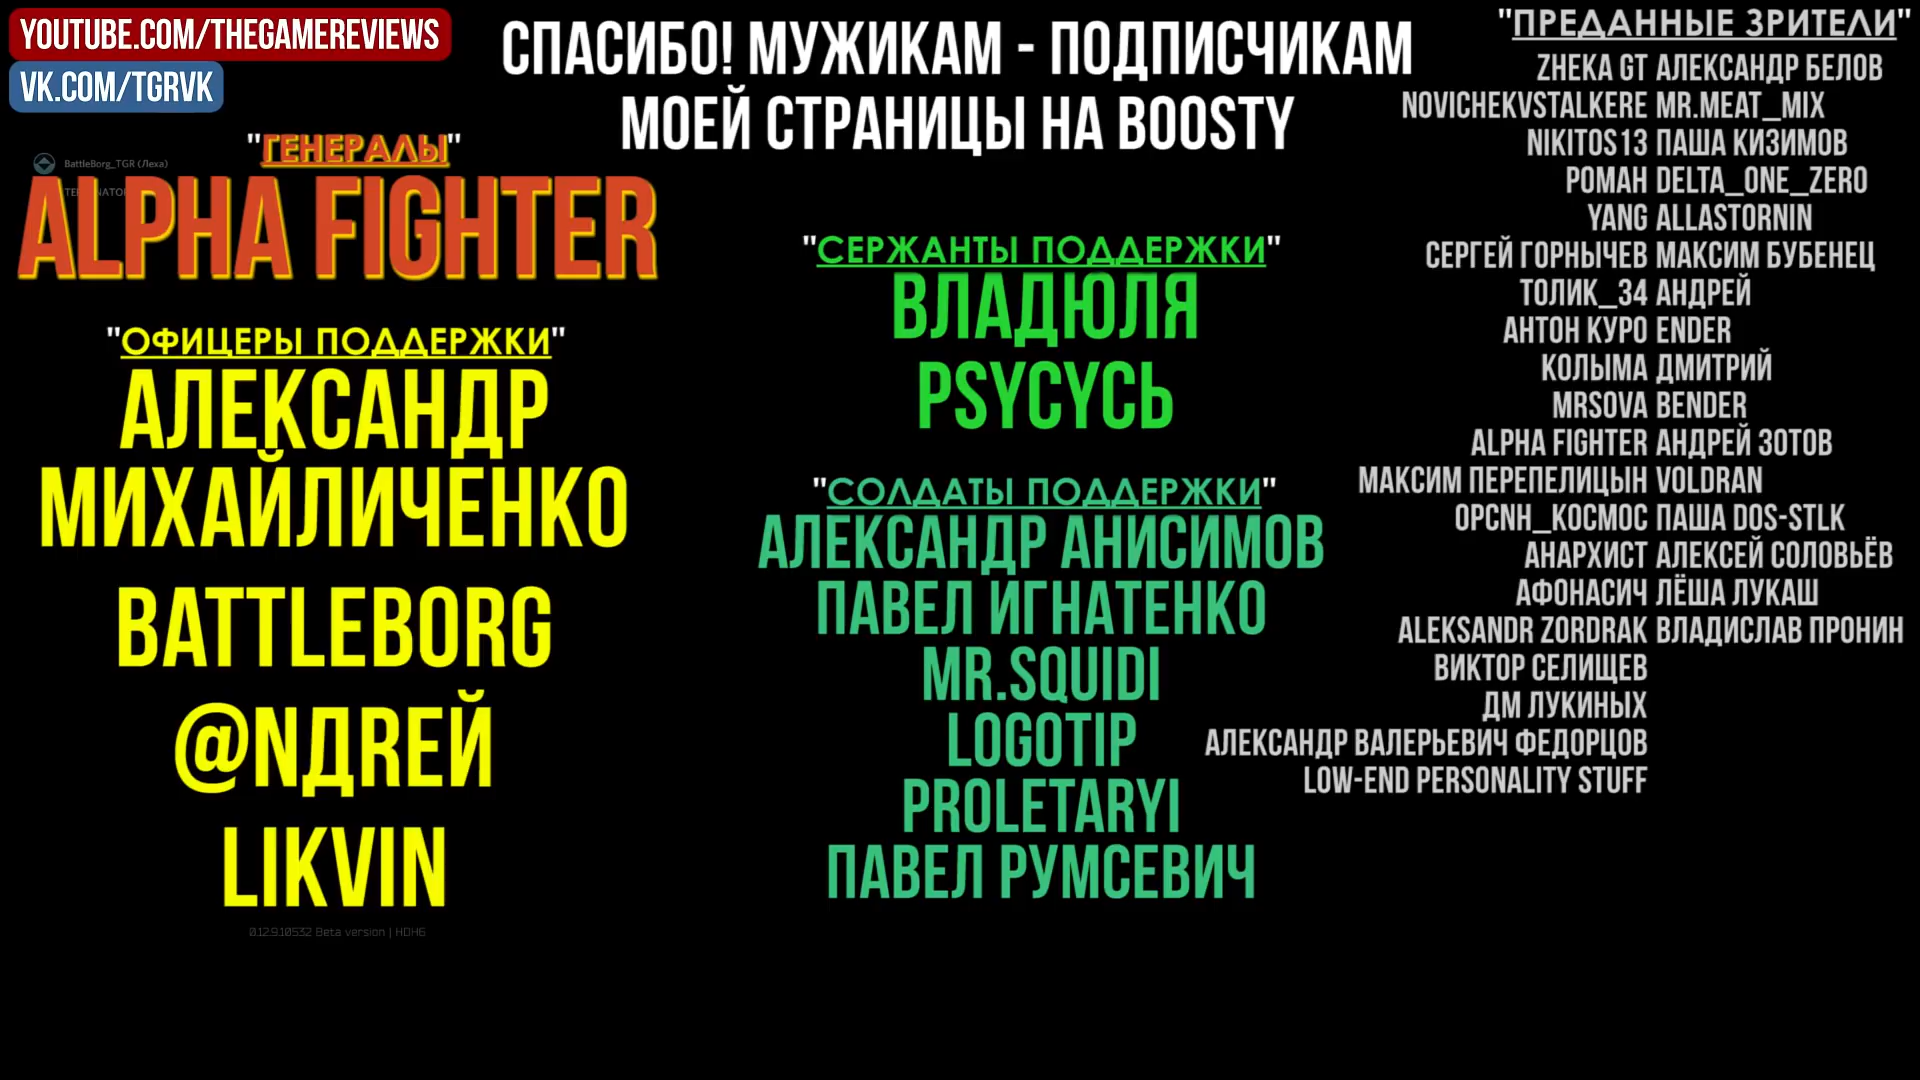 YOUTUBE.COM/THEGAMEREVIEWS
VK.COM/TGRVK
СПАСИБО! МУЖИКАМ - ПОДПИСЧИКАМ
МОЕЙ СТРАНИЦЫ НА BOOSTY
"ГЕНЕРАЛЫ"
BattleBorg_TGR (Леха)
ALPHA FIGHTER
"ОФИЦЕРЫ ПОДДЕРЖКИ"
АЛЕКСАНДР
МИХАЙЛИЧЕНКО
BATTLEBORG
@NДREЙ
LIKVIN
0.12.9.10532 Beta version | HDH6
"СЕРЖАНТЫ ПОДДЕРЖКИ"
ВЛАДЮЛЯ
PSYCYCЬ
"СОЛДАТЫ ПОДДЕРЖКИ"
АЛЕКСАНДР АНИСИМОВ
ПАВЕЛ ИГНАТЕНКО
MR.SQUIDI
LOGOTIP
PROLETARYI
ПАВЕЛ РУМСЕВИЧ
"ПРЕДАННЫЕ ЗРИТЕЛИ"
ZHEKA GT АЛЕКСАНДР БЕЛОВ
NOVICHEKVSTALKERE MR.MEAT_MIX
NIKITOS13 ПАША КИЗИМОВ
РОМАН DELTA_ONE_ZERO
YANG ALLASTORNIN
СЕРГЕЙ ГОРНЫЧЕВ МАКСИМ БУБЕНЕЦ
ТОЛИК_34 АНДРЕЙ
АНТОН КУРО ENDER
КОЛЫМА ДМИТРИЙ
MRSOVA BENDER
ALPHA FIGHTER АНДРЕЙ ЗОТОВ
МАКСИМ ПЕРЕПЕЛИЦЫН VOLDRAN
OPCNH_KOCMOC ПАША DOS-STLK
АНАРХИСТ АЛЕКСЕЙ СОЛОВЬЁВ
АФОНАСИЧ ЛЁША ЛУКАШ
ALEKSANDR ZORDRAK ВЛАДИСЛАВ ПРОНИН
ВИКТОР СЕЛИЩЕВ
ДМ ЛУКИНЫХ
АЛЕКСАНДР ВАЛЕРЬЕВИЧ ФЕДОРЦОВ
LOW-END PERSONALITY STUFF